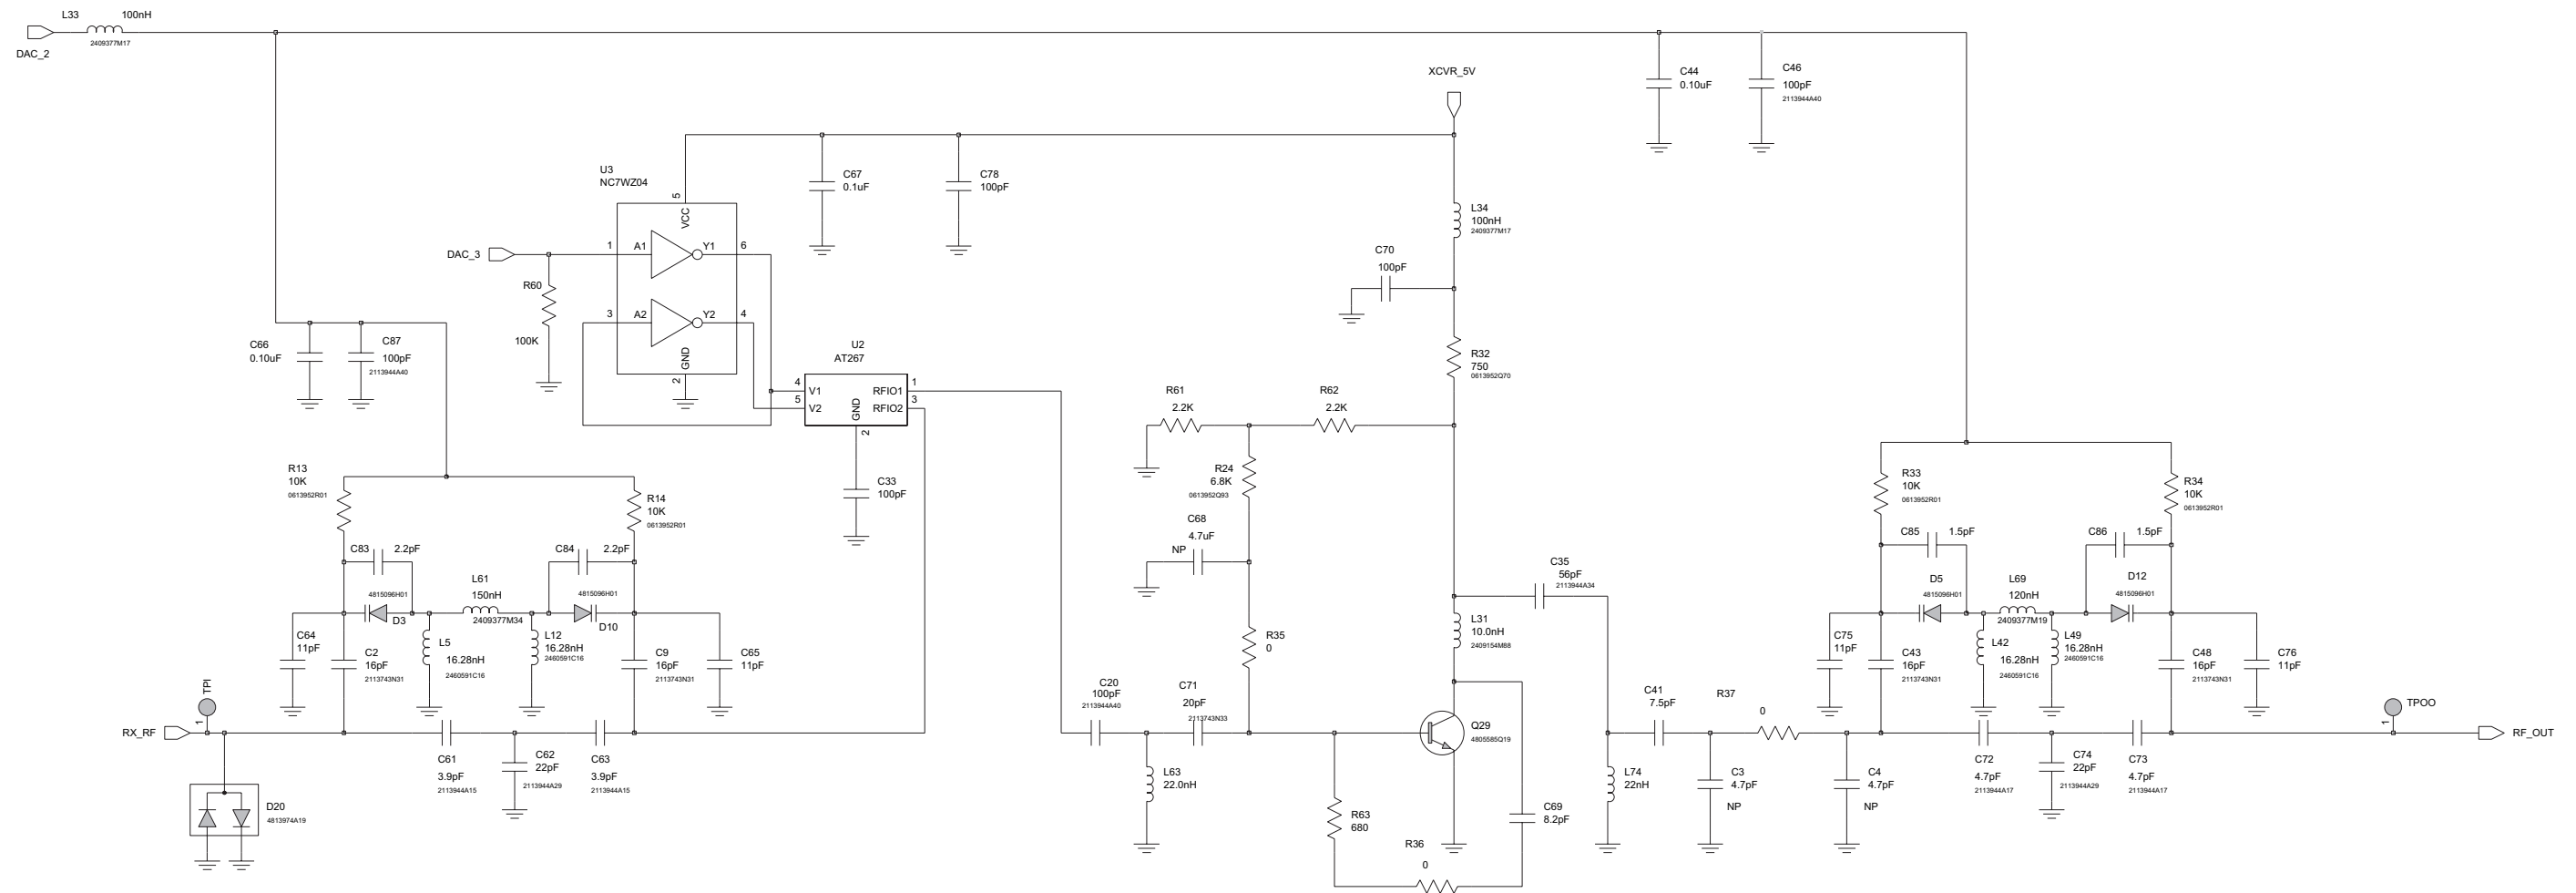 L33 100nH
2409377M17
DAC_2
XCVR_5V
C44
0.10uF
C46
100pF
2113944A40
U3
NC7WZ04
5
VCC
C67
0.1uF
C78
100pF
L34
100nH
2409377M17
DAC_3
1 A1 Y1 6
R60
100K
3 A2 Y2 4
GND
2
C70
100pF
C66
0.10uF
C87
100pF
2113944A40
U2
AT267
4 V1 RFIO1 1
5 V2 RFIO2 3
GND
2
R32
750
0613952Q70
R61
2.2K
R62
2.2K
R13
10K
0613952R01
R14
10K
0613952R01
C33
100pF
R24
6.8K
0613952Q93
R33
10K
0613952R01
R34
10K
0613952R01
C68
4.7uF
NP
C83 2.2pF
C84 2.2pF
L61
150nH
2409377M34
4815096H01
D3
4815096H01
D10
C35
56pF
2113944A34
C85 1.5pF
C86 1.5pF
D5
4815096H01
L69
120nH
2409377M19
D12
4815096H01
C64
11pF
C2
16pF
2113743N31
L5
16.28nH
2460591C16
L12
16.28nH
2460591C16
C9
16pF
2113743N31
C65
11pF
R35
0
L31
10.0nH
2409154M88
C75
11pF
C43
16pF
2113743N31
L42
16.28nH
2460591C16
L49
16.28nH
2460591C16
C48
16pF
2113743N31
C76
11pF
TPI
1
RX_RF
C20
100pF
2113944A40
C71
20pF
2113743N33
Q29
4805585Q19
C41
7.5pF
R37
0
TPOO
1
RF_OUT
C61
3.9pF
2113944A15
C62
22pF
2113944A29
C63
3.9pF
2113944A15
L63
22.0nH
L74
22nH
C3
4.7pF
NP
C4
4.7pF
NP
C72
4.7pF
2113944A17
C74
22pF
2113944A29
C73
4.7pF
2113944A17
D20
4813974A19
R63
680
C69
8.2pF
R36
0